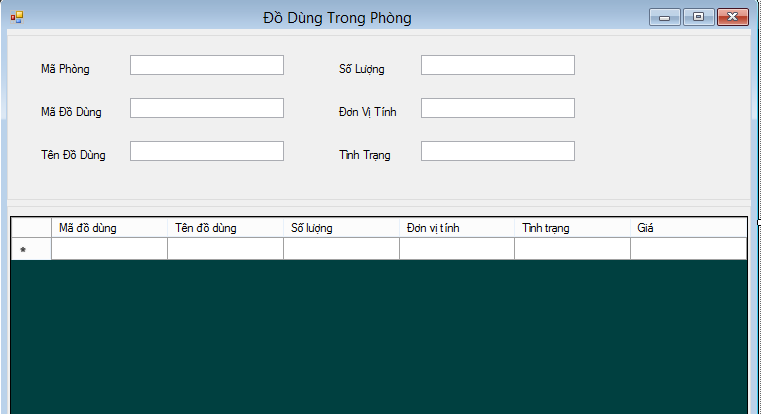 Đồ Dùng Trong Phòng
Mã Phòng Số Lượng
Mã Đồ Dùng Đơn Vị Tính
Tên Đồ Dùng Tình Trạng
Mã đồ dùng Tên đồ dùng Số lượng Đơn vị tính Tình trạng Giá